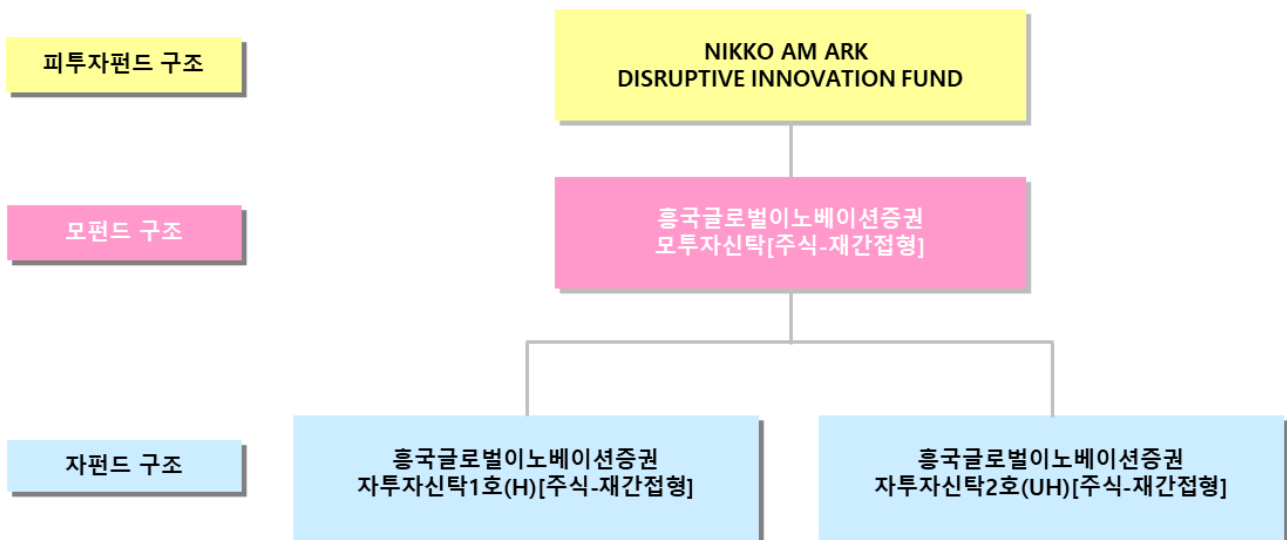 피투자펀드 구조
NIKKO AM ARK
DISRUPTIVE INNOVATION FUND
모펀드 구조
흥국글로벌이노베이션증권
모투자신탁[주식-재간접형]
자펀드 구조
흥국글로벌이노베이션증권
자투자신탁1호(H)[주식-재간접형]
흥국글로벌이노베이션증권
자투자신탁2호(UH)[주식-재간접형]